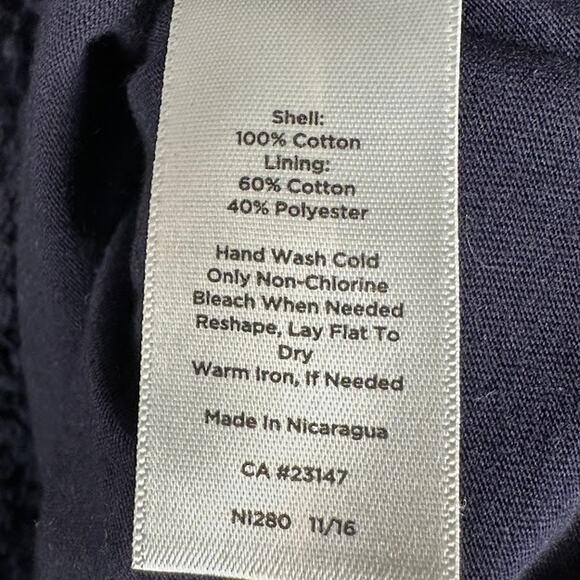 Shell:
100% Cotton
Lining:
60% Cotton
40% Polyester
Hand Wash Cold
Only Non-Chlorine
Bleach When Needed
Reshape, Lay Flat To
Dry
Warm Iron, If Needed
Made In Nicaragua
CA #23147
NI280 11/16